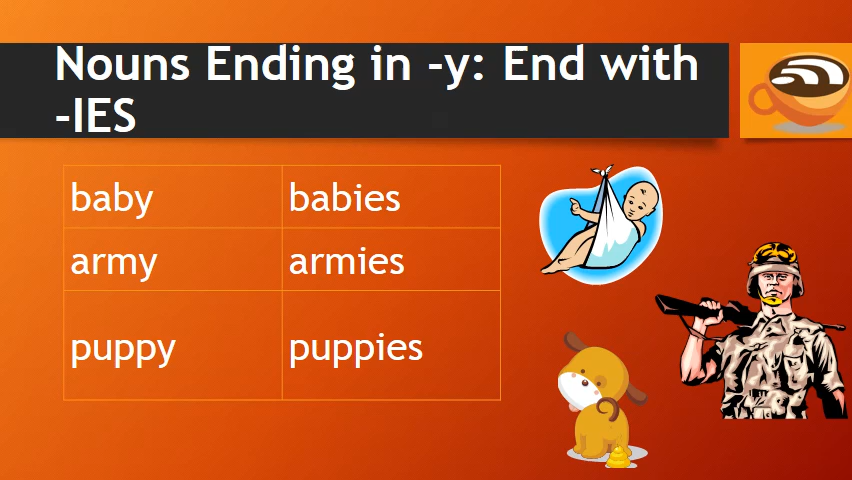 Nouns Ending in -y: End with
-IES
baby babies
army armies
puppy puppies